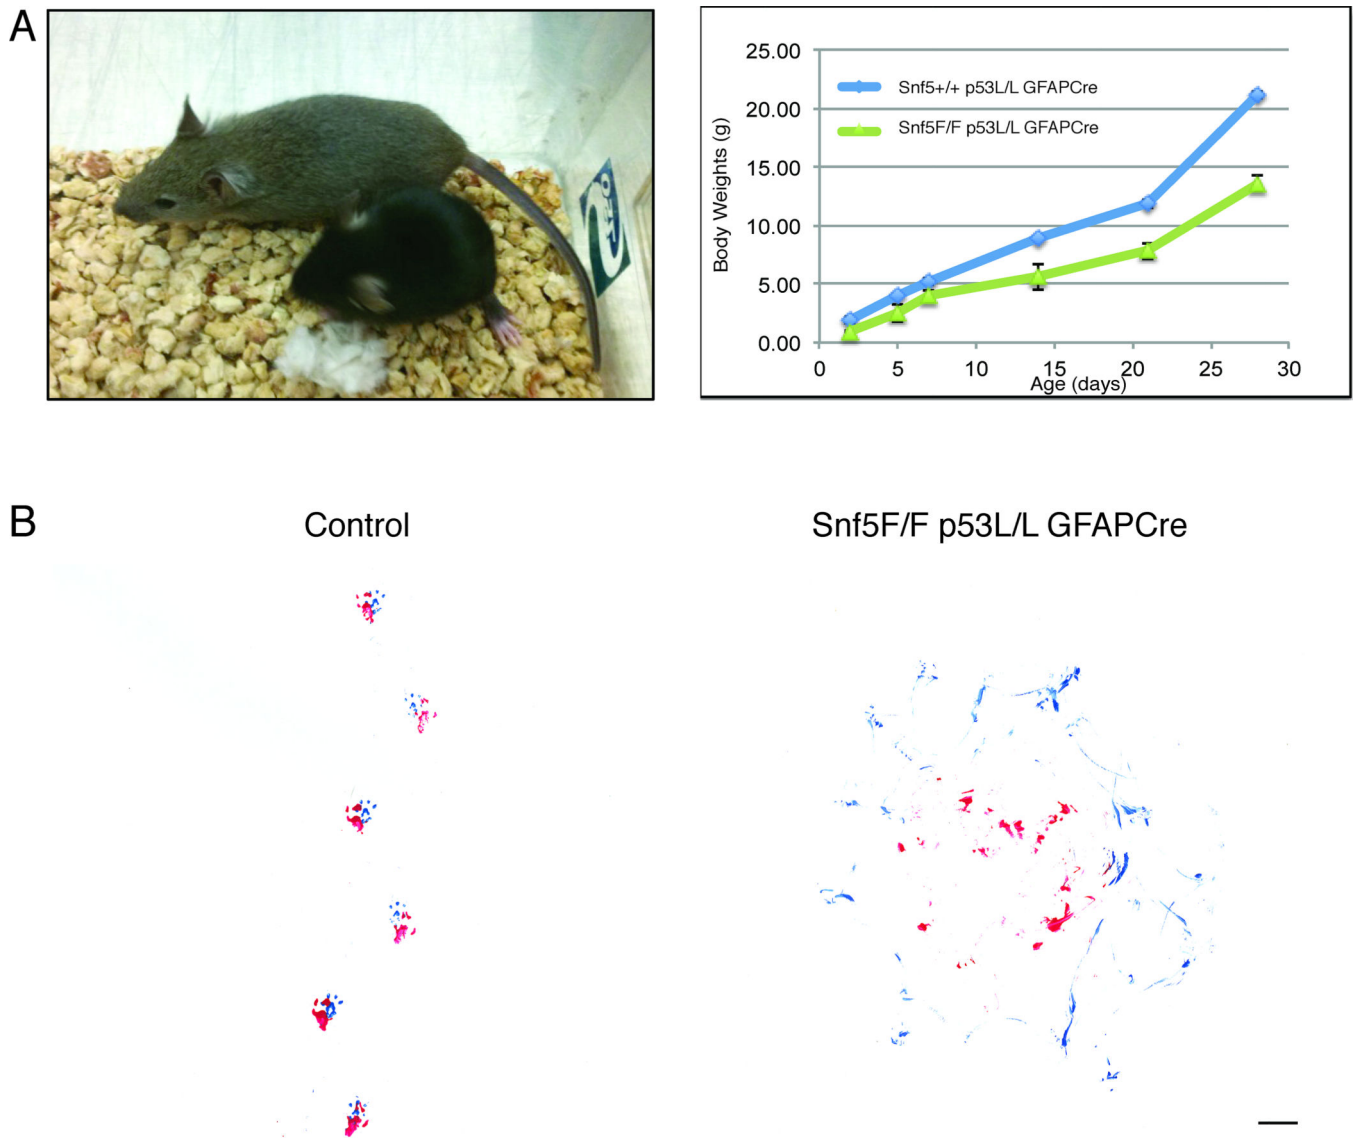 A
25.00
20.00
15.00
10.00
5.00
0.00
Body Weights (g)
Snf5+/+ p53L/L GFAPCre
Snf5F/F p53L/L GFAPCre
0 5 10 15 20 25 30
Age (days)
B
Control
Snf5F/F p53L/L GFAPCre